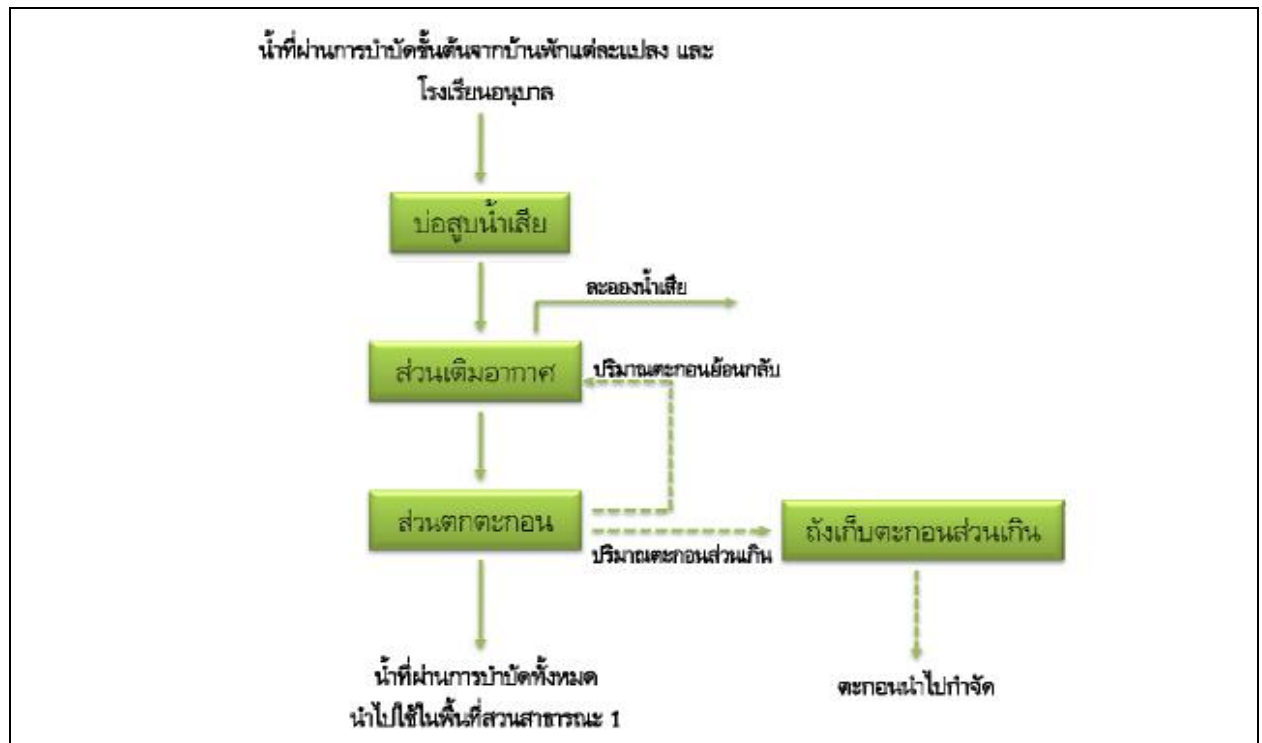 น้ำที่ผ่านการบำบัดขั้นต้นจากบ้านพักแต่ละแปลง และ
โรงเรียนอนุบาล
บ่อสูบน้ำเสีย
ละอองน้ำเสีย
ส่วนเติมอากาศ
ปริมาณตะกอนย้อนกลับ
ส่วนตกตะกอน
ถังเก็บตะกอนส่วนเกิน
ปริมาณตะกอนส่วนเกิน
น้ำที่ผ่านการบำบัดทั้งหมด
นำไปใช้ในพื้นที่สวนสาธารณะ 1
ตะกอนนำไปกำจัด